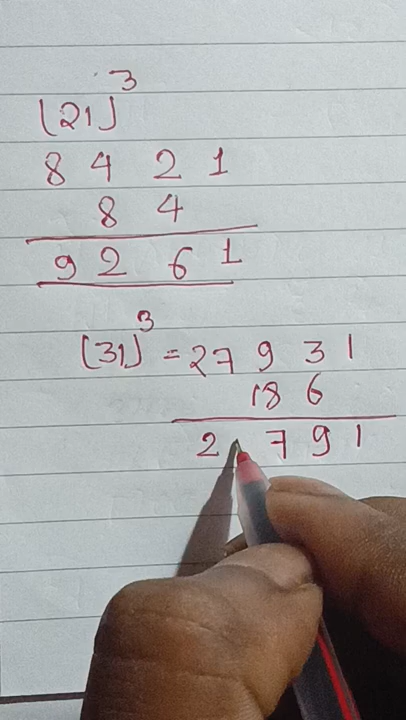 (21)³
8 4 2 1
8 4
9 2 6 1
(31)³ = 27 9 3 1
18 6
2 7 9 1